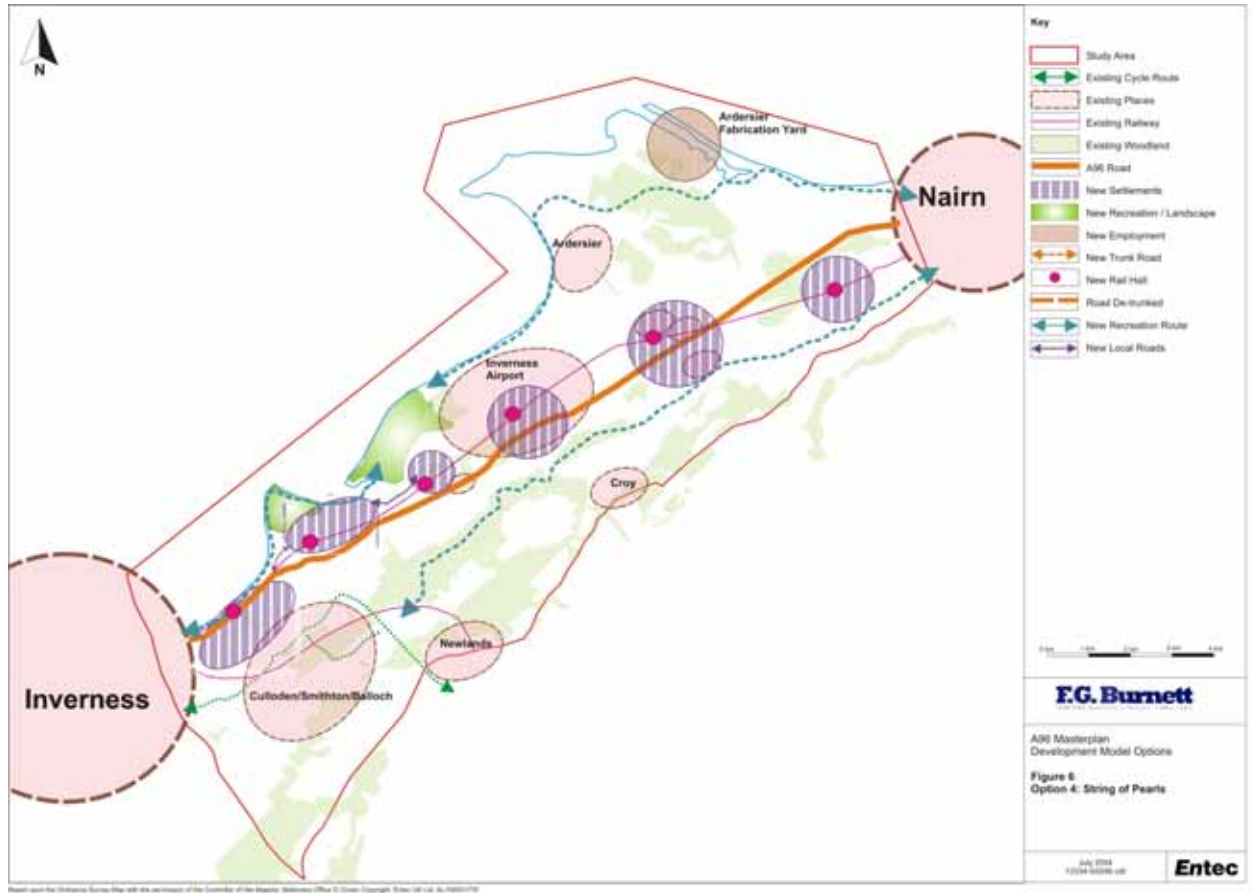 N
Ardersier
Fabrication Yard
Nairn
Ardersier
Inverness
Airport
Croy
Newlands
Culloden/Smithton/Balloch
Inverness
Key
Study Area
Existing Cycle Route
Existing Places
Existing Railway
Existing Woodland
A96 Road
New Settlements
New Recreation / Landscape
New Employment
New Trunk Road
New Rail Halt
Road De-trunked
New Recreation Route
New Local Roads
F.G. Burnett
A96 Masterplan
Development Model Options
Figure 6
Option 4: String of Pearls
July 2004
Entec